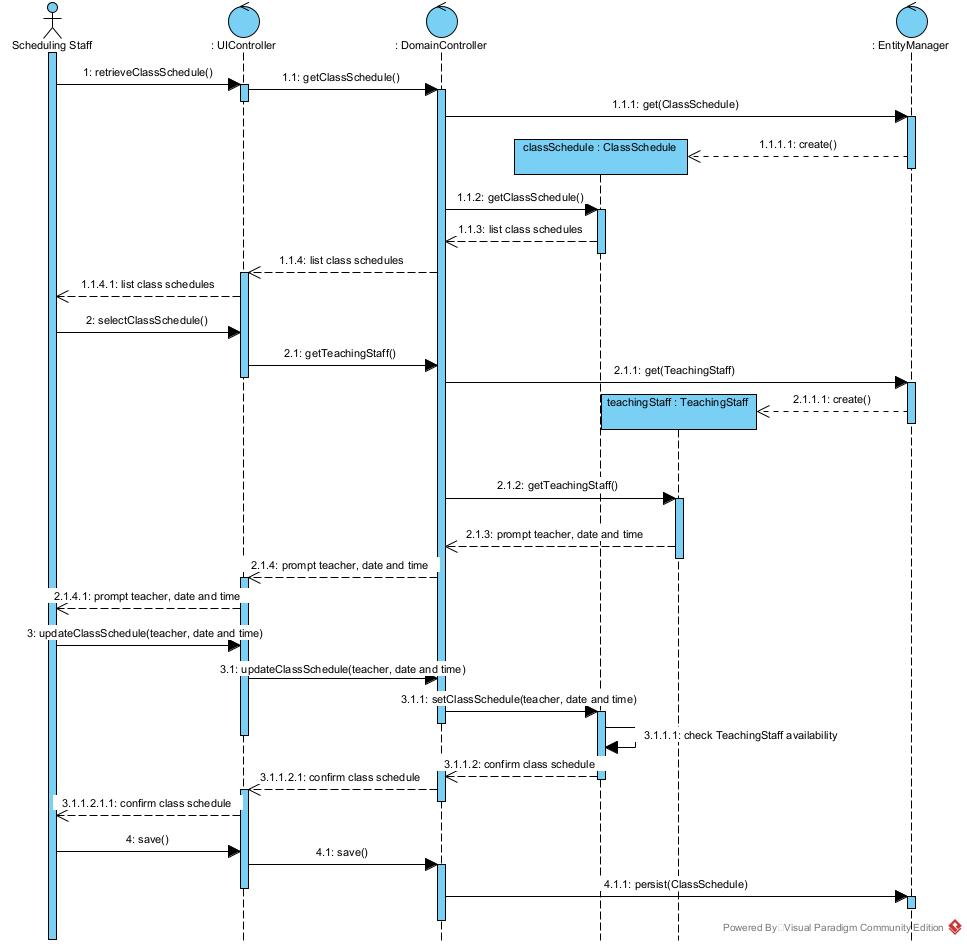 Scheduling Staff
: UIController
: DomainController
: EntityManager
1: retrieveClassSchedule()
1.1: getClassSchedule()
1.1.1: get(ClassSchedule)
classSchedule : ClassSchedule
1.1.1.1: create()
1.1.2: getClassSchedule()
1.1.3: list class schedules
1.1.4: list class schedules
1.1.4.1: list class schedules
2: selectClassSchedule()
2.1: getTeachingStaff()
2.1.1: get(TeachingStaff)
teachingStaff : TeachingStaff
2.1.1.1: create()
2.1.2: getTeachingStaff()
2.1.3: prompt teacher, date and time
2.1.4: prompt teacher, date and time
2.1.4.1: prompt teacher, date and time
3: updateClassSchedule(teacher, date and time)
3.1: updateClassSchedule(teacher, date and time)
3.1.1: setClassSchedule(teacher, date and time)
3.1.1.1: check TeachingStaff availability
3.1.1.2: confirm class schedule
3.1.1.2.1: confirm class schedule
3.1.1.2.1.1: confirm class schedule
4: save()
4.1: save()
4.1.1: persist(ClassSchedule)
Powered By Visual Paradigm Community Edition